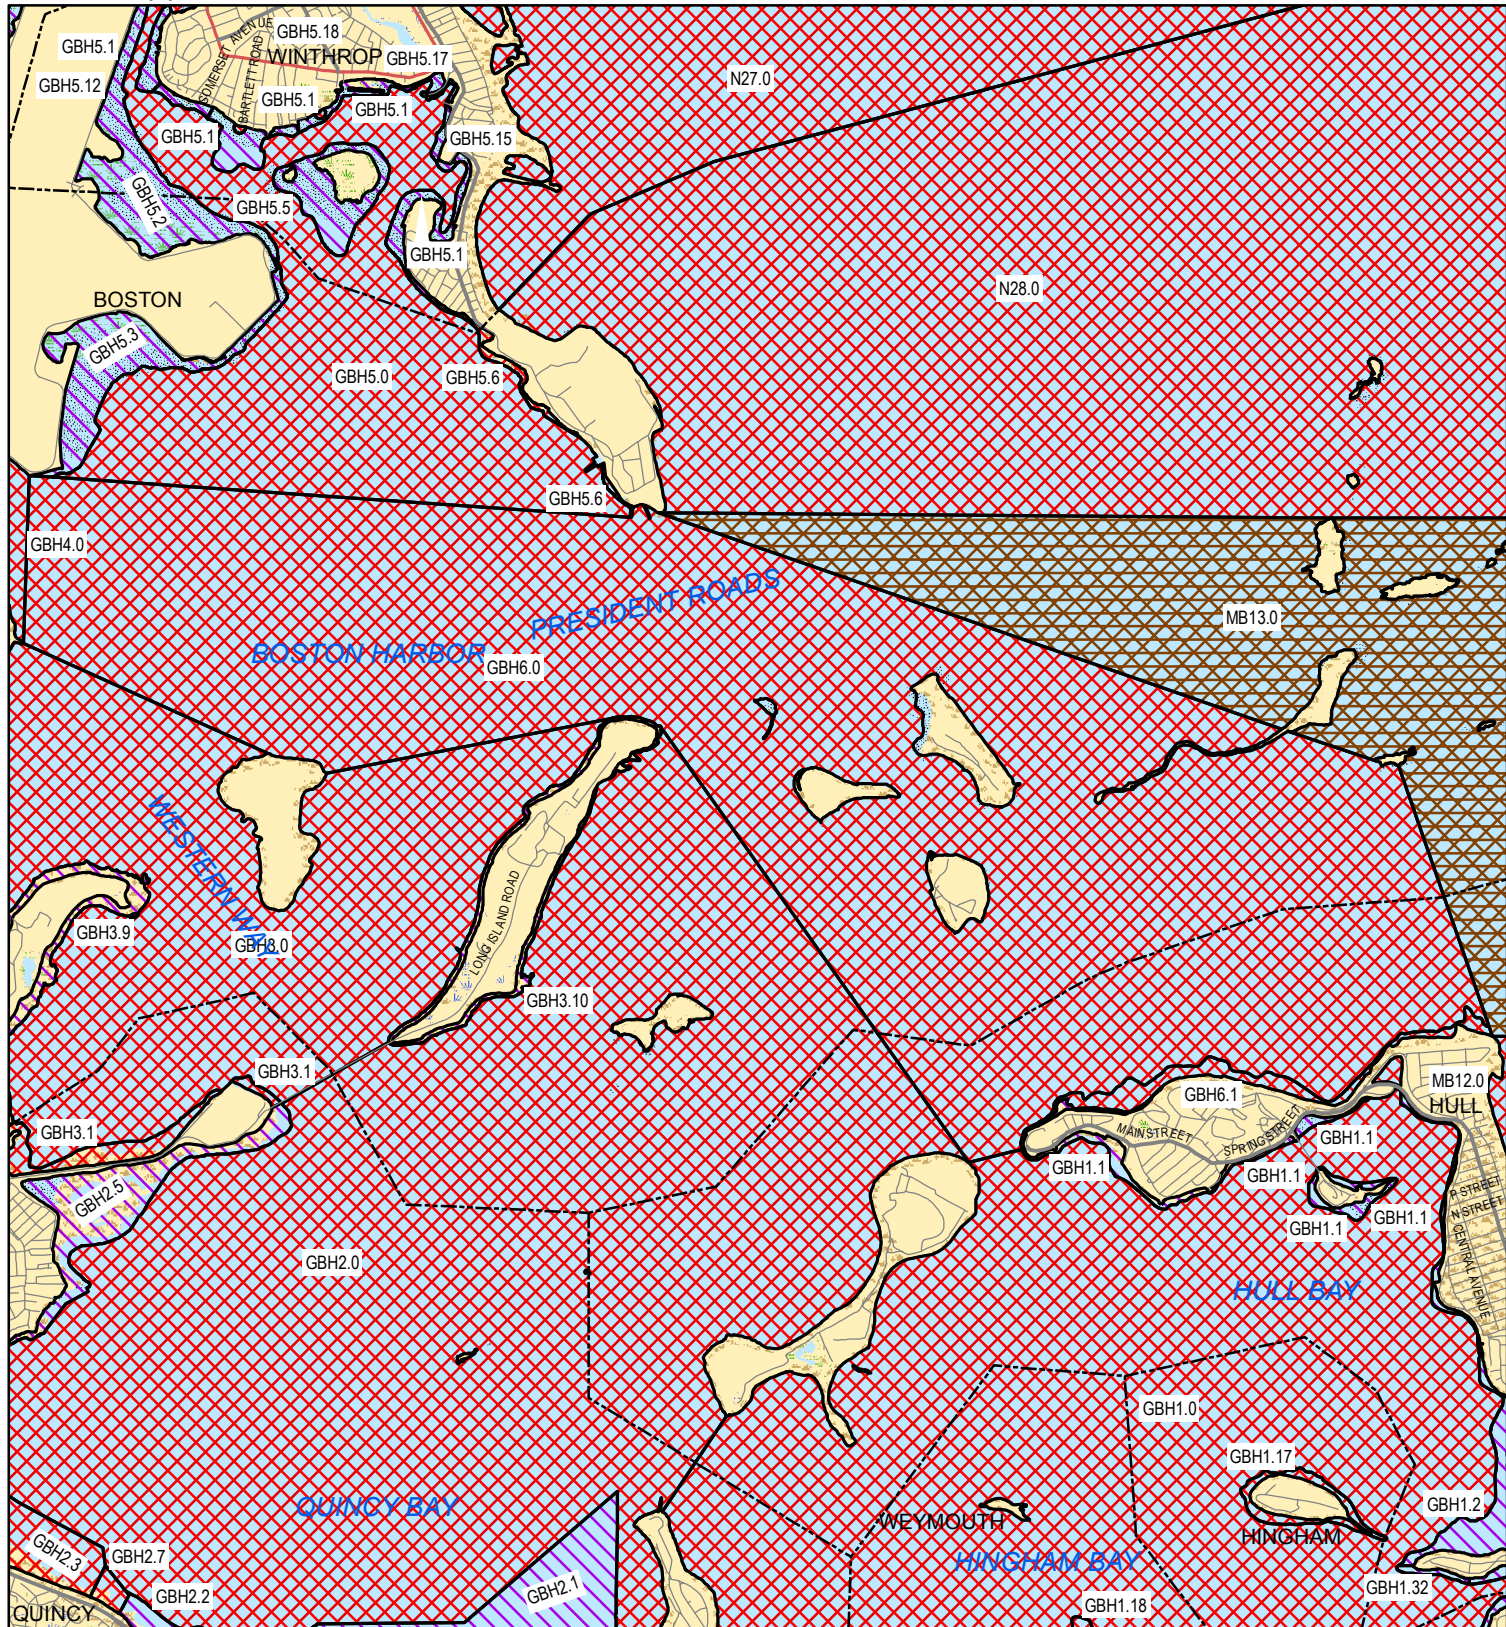 GBH5.1
GBH5.18
SOMERSET AVENUE
WINTHROP
GBH5.17
GBH5.12
BARTLETT ROAD
N27.0
GBH5.1
GBH5.1
GBH5.1
GBH5.15
GBH5.2
GBH5.5
GBH5.1
N28.0
BOSTON
GBH5.3
GBH5.0
GBH5.6
GBH5.6
GBH4.0
PRESIDENT ROADS
MB13.0
BOSTON HARBOR
GBH6.0
WESTERN WAY
LONG ISLAND ROAD
GBH3.9
GBH3.0
GBH3.10
GBH3.1
MB12.0
GBH6.1
HULL
GBH3.1
MAIN STREET
SPRING STREET
GBH1.1
GBH1.1
GBH1.1
GBH2.5
P STREET
N STREET
GBH1.1
GBH1.1
CENTRAL AVENUE
GBH2.0
HULL BAY
GBH1.0
GBH1.17
QUINCY BAY
GBH1.2
WEYMOUTH
HINGHAM
GBH2.3
GBH2.7
HINGHAM BAY
GBH2.1
GBH1.32
GBH2.2
GBH1.18
QUINCY